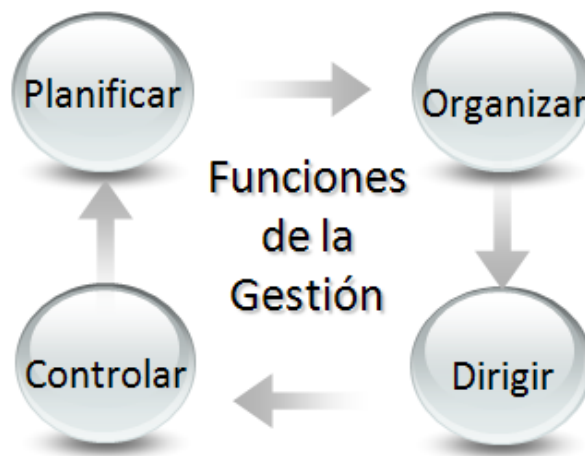 Planificar
Organizar
Funciones
de la
Gestión
Controlar
Dirigir